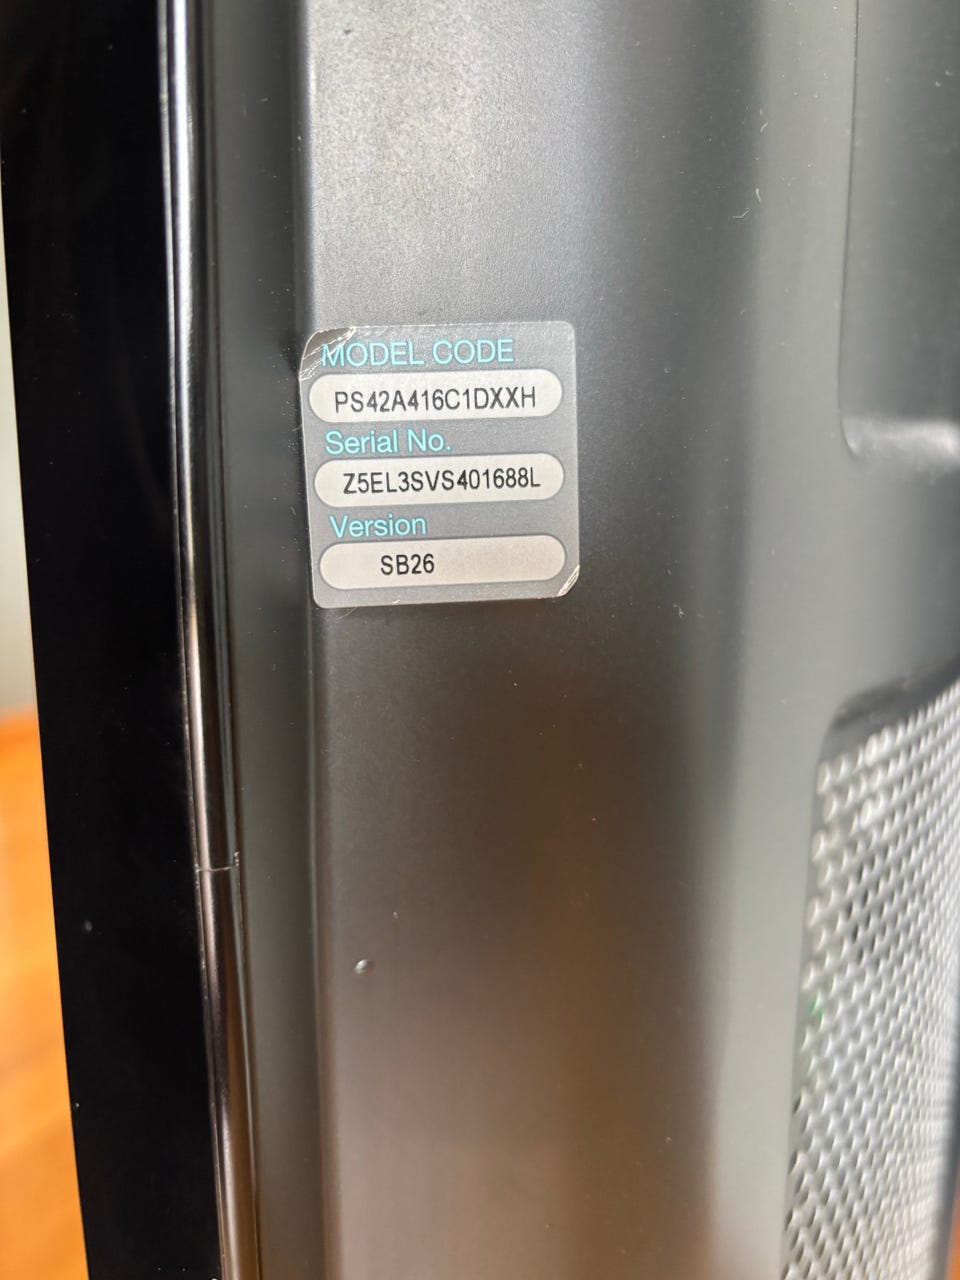 MODEL CODE
PS42A416C1DXXH
Serial No.
Z5EL3SVS401688L
Version
SB26